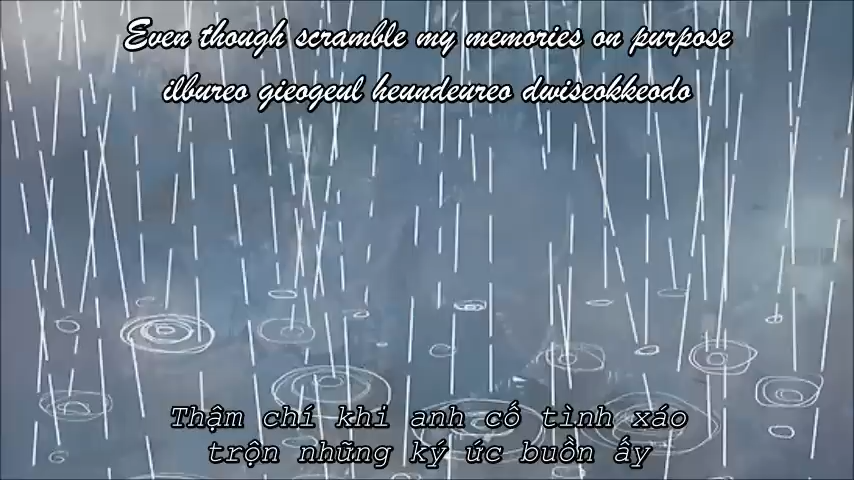 Even though scramble my memories on purpose
ilbureo gieogeul heundeureo dwiseokkeodo
Thậm chí khi anh cố tình xáo
trộn những ký ức buồn ấy